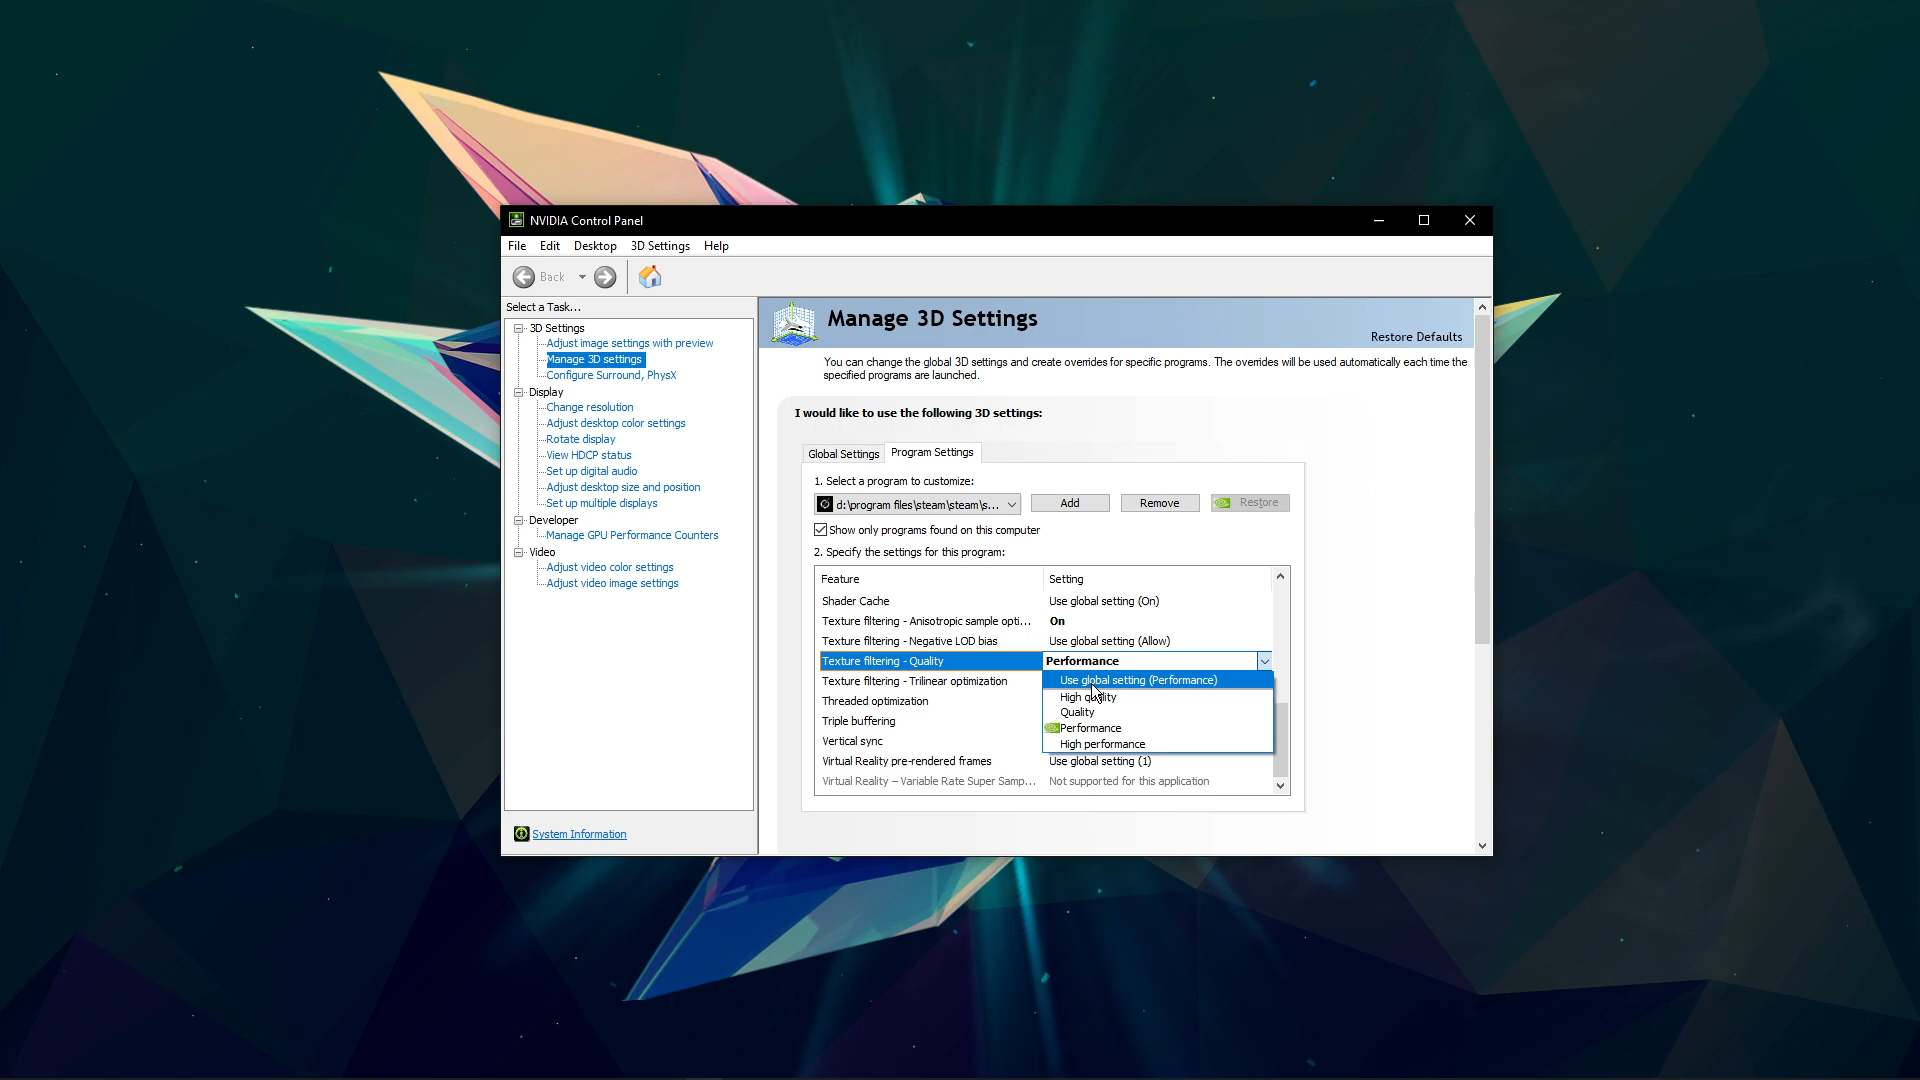 NVIDIA Control Panel
File Edit Desktop 3D Settings Help
Back
Select a Task...
3D Settings
Adjust image settings with preview
Manage 3D settings
Configure Surround, PhysX
Display
Change resolution
Adjust desktop color settings
Rotate display
View HDCP status
Set up digital audio
Adjust desktop size and position
Set up multiple displays
Developer
Manage GPU Performance Counters
Video
Adjust video color settings
Adjust video image settings
System Information
Manage 3D Settings
Restore Defaults
You can change the global 3D settings and create overrides for specific programs. The overrides will be used automatically each time the
specified programs are launched.
I would like to use the following 3D settings:
Global Settings Program Settings
1. Select a program to customize:
d:\program files\steam\steam\s... Add Remove Restore
Show only programs found on this computer
2. Specify the settings for this program:
Feature Setting
Shader Cache Use global setting (On)
Texture filtering - Anisotropic sample opti... On
Texture filtering - Negative LOD bias Use global setting (Allow)
Texture filtering - Quality Performance
Texture filtering - Trilinear optimization
Threaded optimization
Triple buffering
Vertical sync
Use global setting (Performance)
High quality
Quality
Performance
High performance
Virtual Reality pre-rendered frames Use global setting (1)
Virtual Reality – Variable Rate Super Samp... Not supported for this application